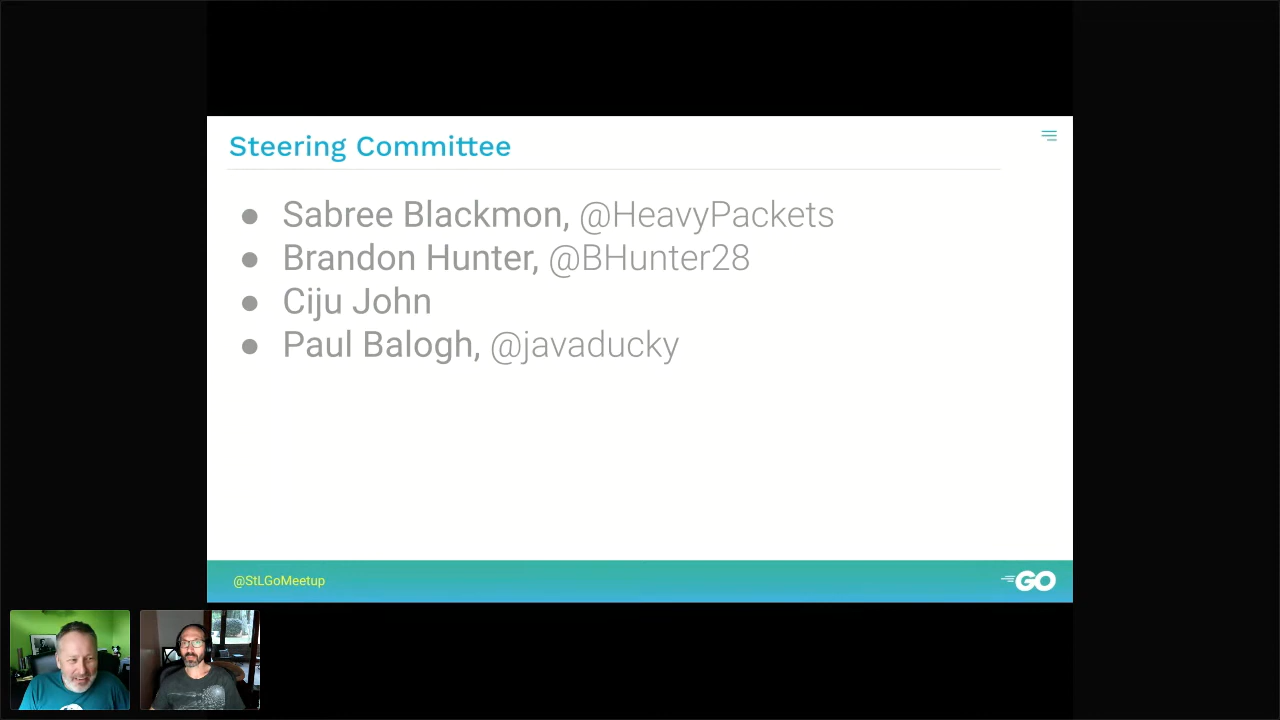 Steering Committee
● Sabree Blackmon, @HeavyPackets
● Brandon Hunter, @BHunter28
● Ciju John
● Paul Balogh, @javaducky
@StLGoMeetup
GO